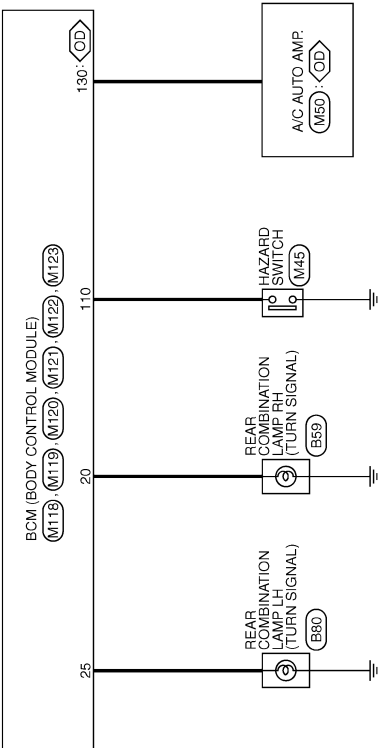 BCM (BODY CONTROL MODULE)
M118 , M119 , M120 , M121 , M122 , M123
25
20
110
130 : OD
REAR
COMBINATION
LAMP LH
(TURN SIGNAL)
B80
REAR
COMBINATION
LAMP RH
(TURN SIGNAL)
B59
HAZARD
SWITCH
M45
A/C AUTO AMP.
M50 : OD